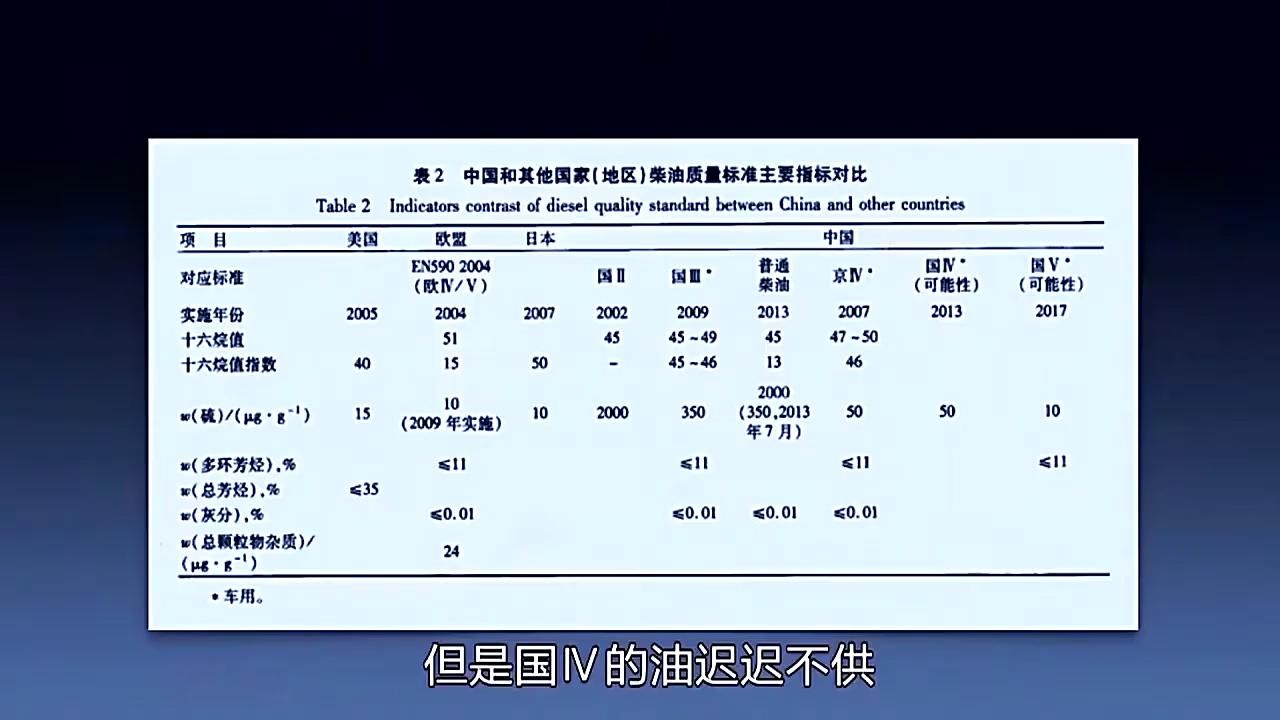 表2 中国和其他国家(地区)柴油质量标准主要指标对比
Table 2 Indicators contrast of diesel quality standard between China and other countries
项 目 美国 欧盟 日本 中国
对应标准 EN590 2004 (欧Ⅳ/Ⅴ) 国Ⅱ 国Ⅲ* 普通柴油 京Ⅳ* 国Ⅳ* (可能性) 国Ⅴ* (可能性)
实施年份 2005 2004 2007 2002 2009 2013 2007 2013 2017
十六烷值 51 45 45~49 45 47~50
十六烷值指数 40 15 50 - 45~46 13 46
w(硫)/(μg·g⁻¹) 15 10 (2009年实施) 10 2000 350 2000 (350,2013年7月) 50 50 10
w(多环芳烃),% ≤11 ≤11 ≤11 ≤11
w(总芳烃),% ≤35
w(灰分),% ≤0.01 ≤0.01 ≤0.01 ≤0.01
w(总颗粒物杂质)/(μg·g⁻¹) 24
*车用。
但是国Ⅳ的油迟迟不供